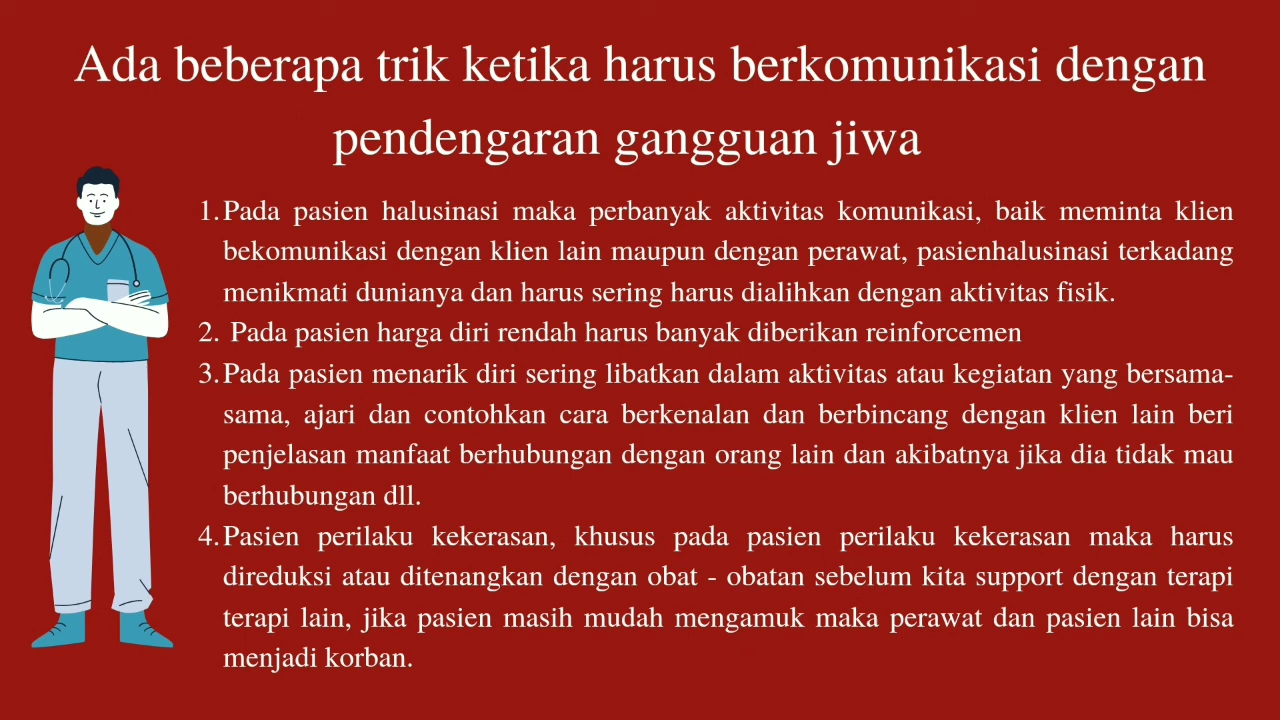 Ada beberapa trik ketika harus berkomunikasi dengan
pendengaran gangguan jiwa
1. Pada pasien halusinasi maka perbanyak aktivitas komunikasi, baik meminta klien
bekomunikasi dengan klien lain maupun dengan perawat, pasienhalusinasi terkadang
menikmati dunianya dan harus sering harus dialihkan dengan aktivitas fisik.
2. Pada pasien harga diri rendah harus banyak diberikan reinforcemen
3. Pada pasien menarik diri sering libatkan dalam aktivitas atau kegiatan yang bersama-
sama, ajari dan contohkan cara berkenalan dan berbincang dengan klien lain beri
penjelasan manfaat berhubungan dengan orang lain dan akibatnya jika dia tidak mau
berhubungan dll.
4. Pasien perilaku kekerasan, khusus pada pasien perilaku kekerasan maka harus
direduksi atau ditenangkan dengan obat - obatan sebelum kita support dengan terapi
terapi lain, jika pasien masih mudah mengamuk maka perawat dan pasien lain bisa
menjadi korban.